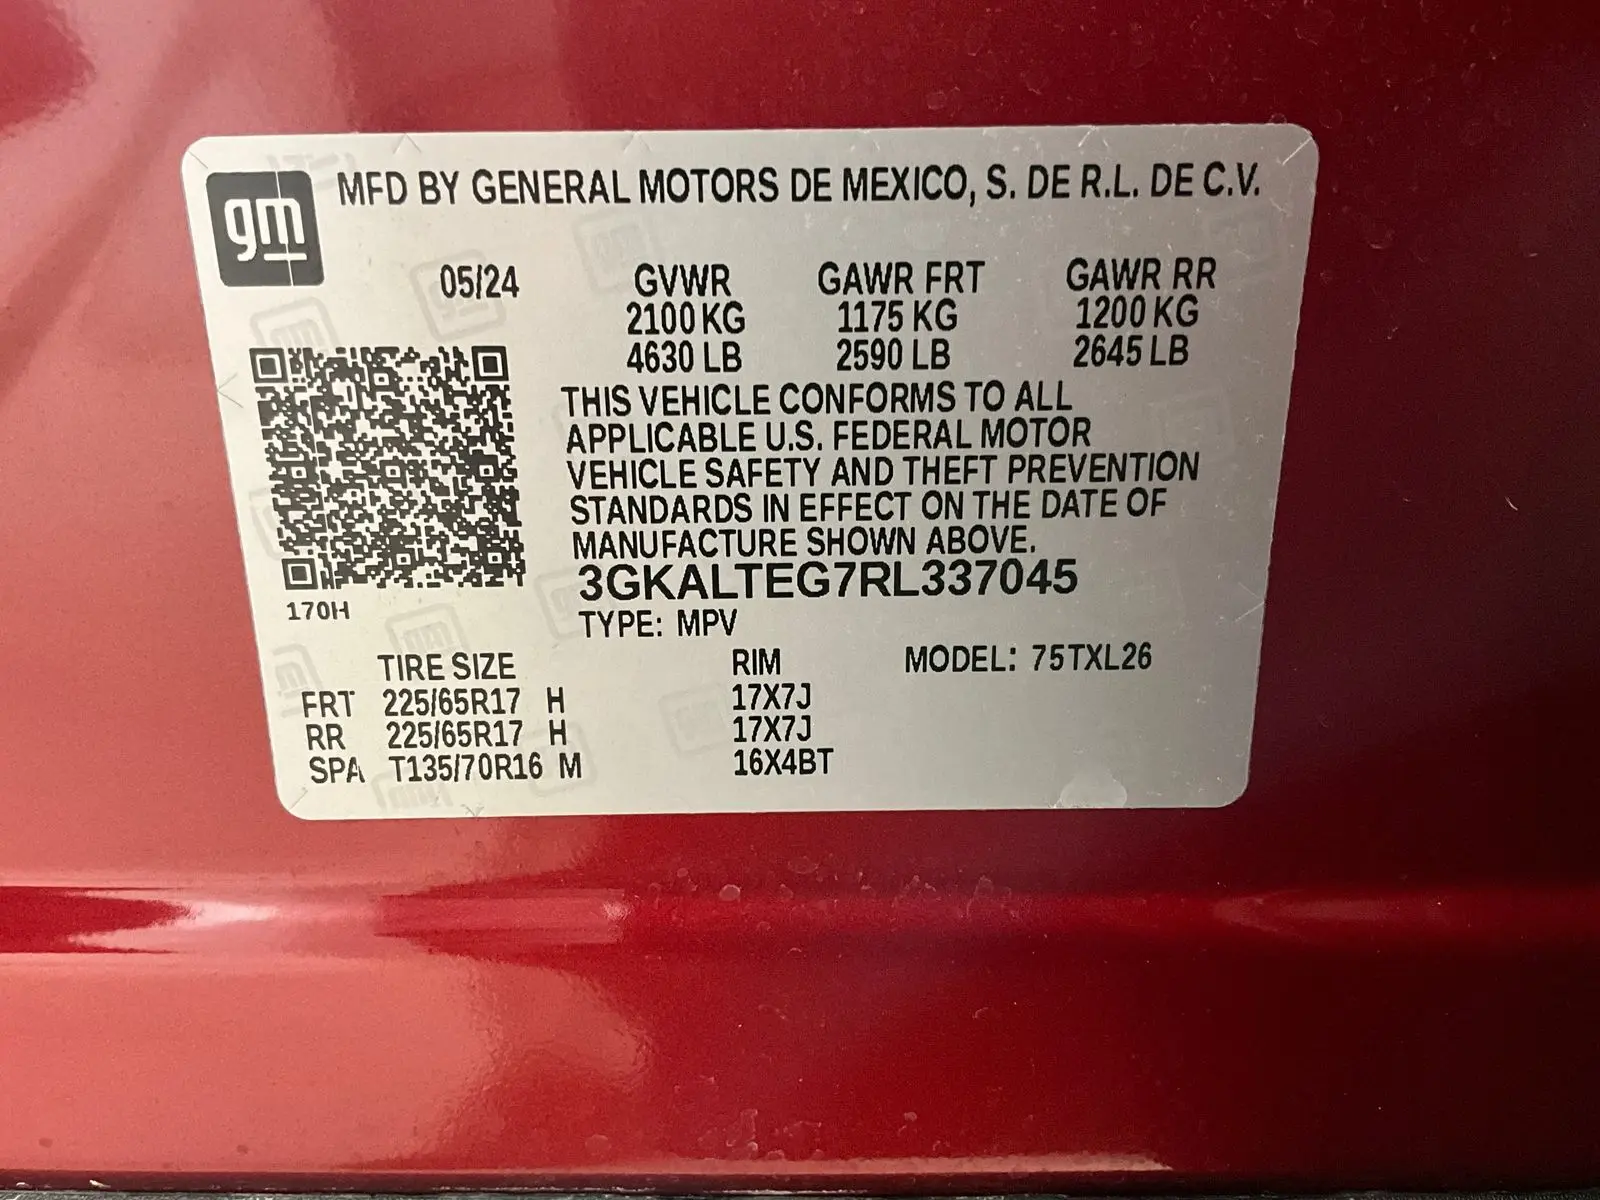 gm
MFD BY GENERAL MOTORS DE MEXICO, S. DE R.L. DE C.V.
05/24 GVWR GAWR FRT GAWR RR
2100 KG 1175 KG 1200 KG
4630 LB 2590 LB 2645 LB
THIS VEHICLE CONFORMS TO ALL
APPLICABLE U.S. FEDERAL MOTOR
VEHICLE SAFETY AND THEFT PREVENTION
STANDARDS IN EFFECT ON THE DATE OF
MANUFACTURE SHOWN ABOVE.
3GKALTEG7RL337045
170H
TYPE: MPV
TIRE SIZE RIM MODEL: 75TXL26
FRT 225/65R17 H 17X7J
RR 225/65R17 H 17X7J
SPA T135/70R16 M 16X4BT